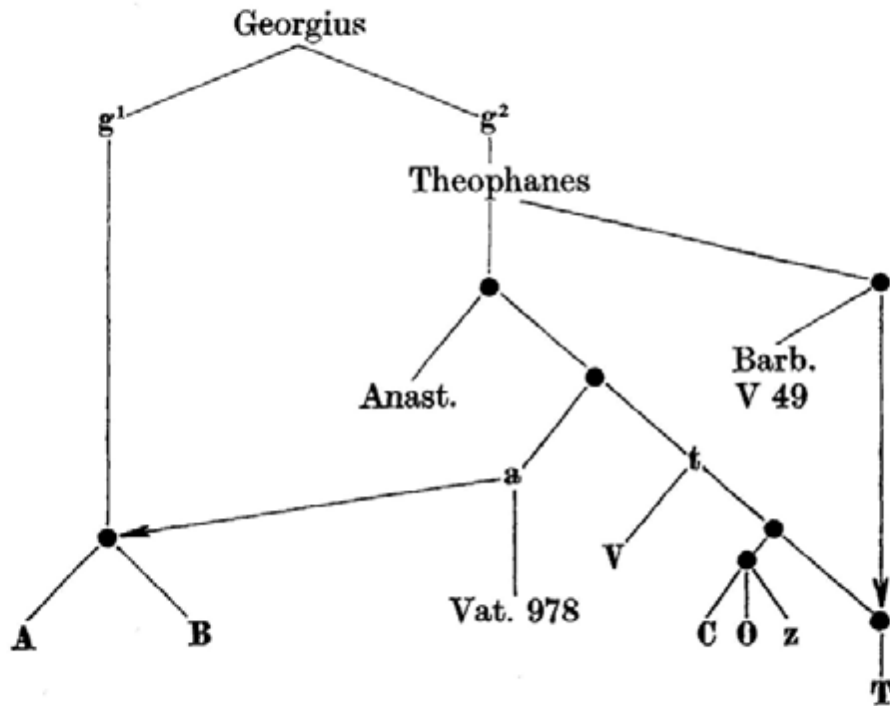 Georgius
g¹ g²
Theophanes
Anast.
Barb.
V 49
a
t
V
Vat. 978
A B
C O z
T